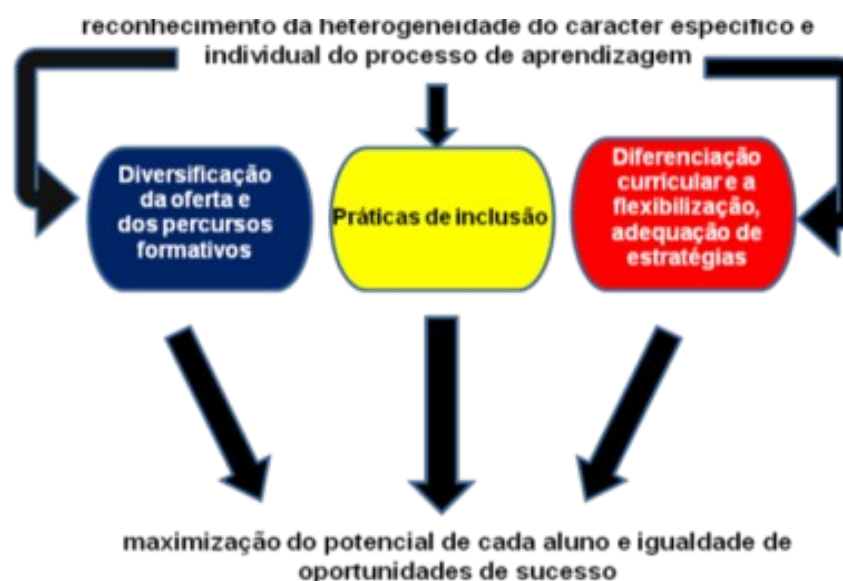 reconhecimento da heterogeneidade do caracter específico e
individual do processo de aprendizagem
Diversificação
da oferta e
dos percursos
formativos
Práticas de inclusão
Diferenciação
curricular e a
flexibilização,
adequação de
estratégias
maximização do potencial de cada aluno e igualdade de
oportunidades de sucesso